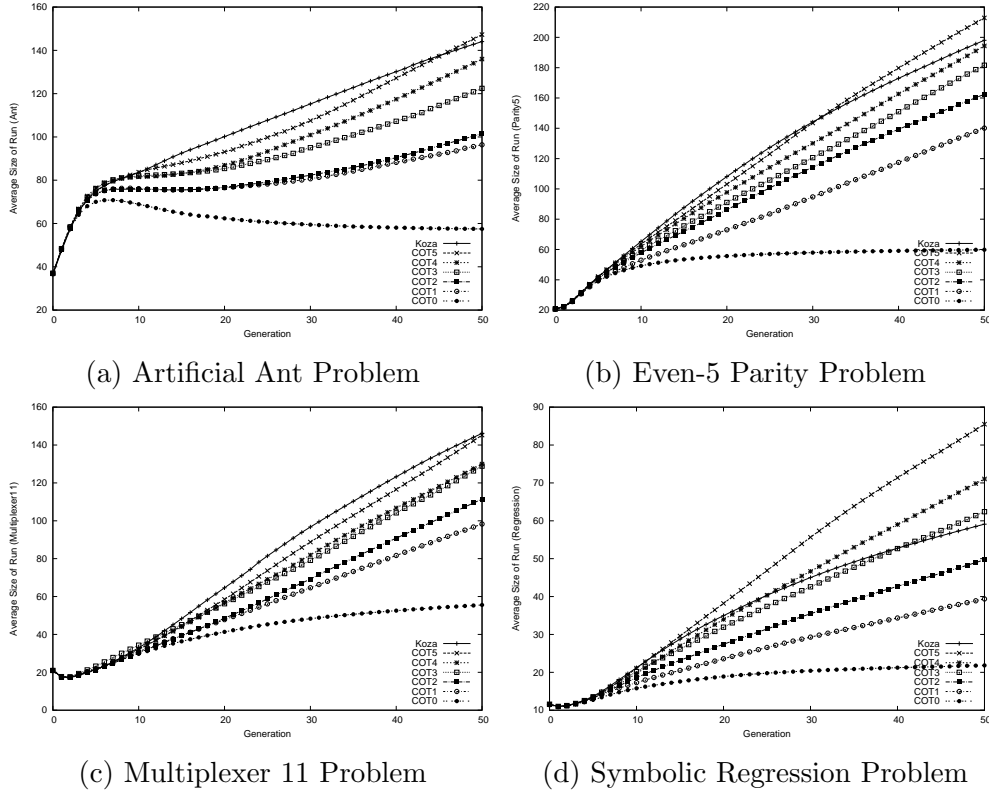 160
140
120
100
80
60
40
20
0
10
20
30
40
50
Average Size of Run (Ant)
Generation
Koza
COT5
COT4
COT3
COT2
COT1
COT0
(a) Artificial Ant Problem
220
200
180
160
140
120
100
80
60
40
20
0
10
20
30
40
50
Average Size of Run (Parity5)
Generation
Koza
COT5
COT4
COT3
COT2
COT1
COT0
(b) Even-5 Parity Problem
160
140
120
100
80
60
40
20
0
0
10
20
30
40
50
Average Size of Run (Multiplexer11)
Generation
Koza
COT5
COT4
COT3
COT2
COT1
COT0
(c) Multiplexer 11 Problem
90
80
70
60
50
40
30
20
10
0
10
20
30
40
50
Average Size of Run (Regression)
Generation
Koza
COT5
COT4
COT3
COT2
COT1
COT0
(d) Symbolic Regression Problem